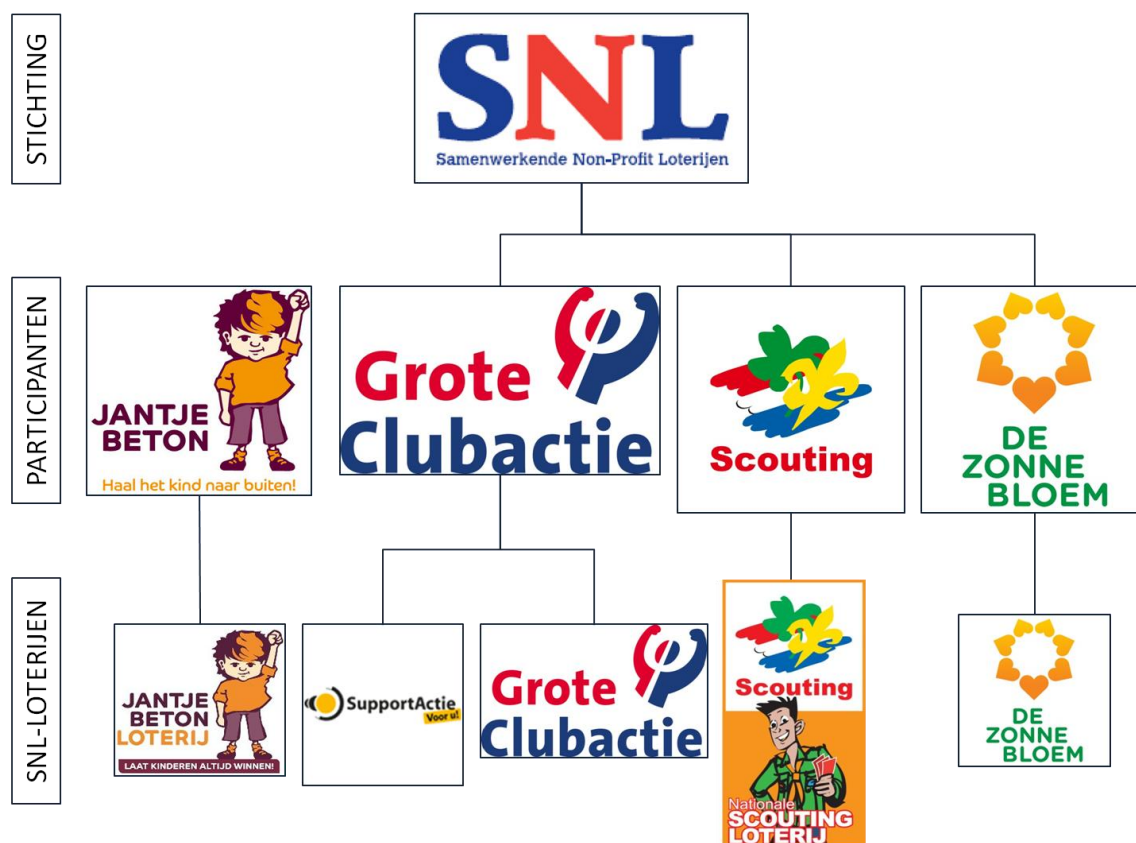 STICHTING
SNL
Samenwerkende Non-Profit Loterijen
PARTICIPANTEN
JANTJE
BETON
Haal het kind naar buiten!
Grote
Clubactie
Scouting
DE
ZONNE
BLOEM
SNL-LOTERIJEN
JANTJE
BETON
LOTERIJ
LAAT KINDEREN ALTIJD WINNEN!
SupportActie
Voor u!
Grote
Clubactie
Scouting
Nationale
SCOUTING
LOTERIJ
DE
ZONNE
BLOEM